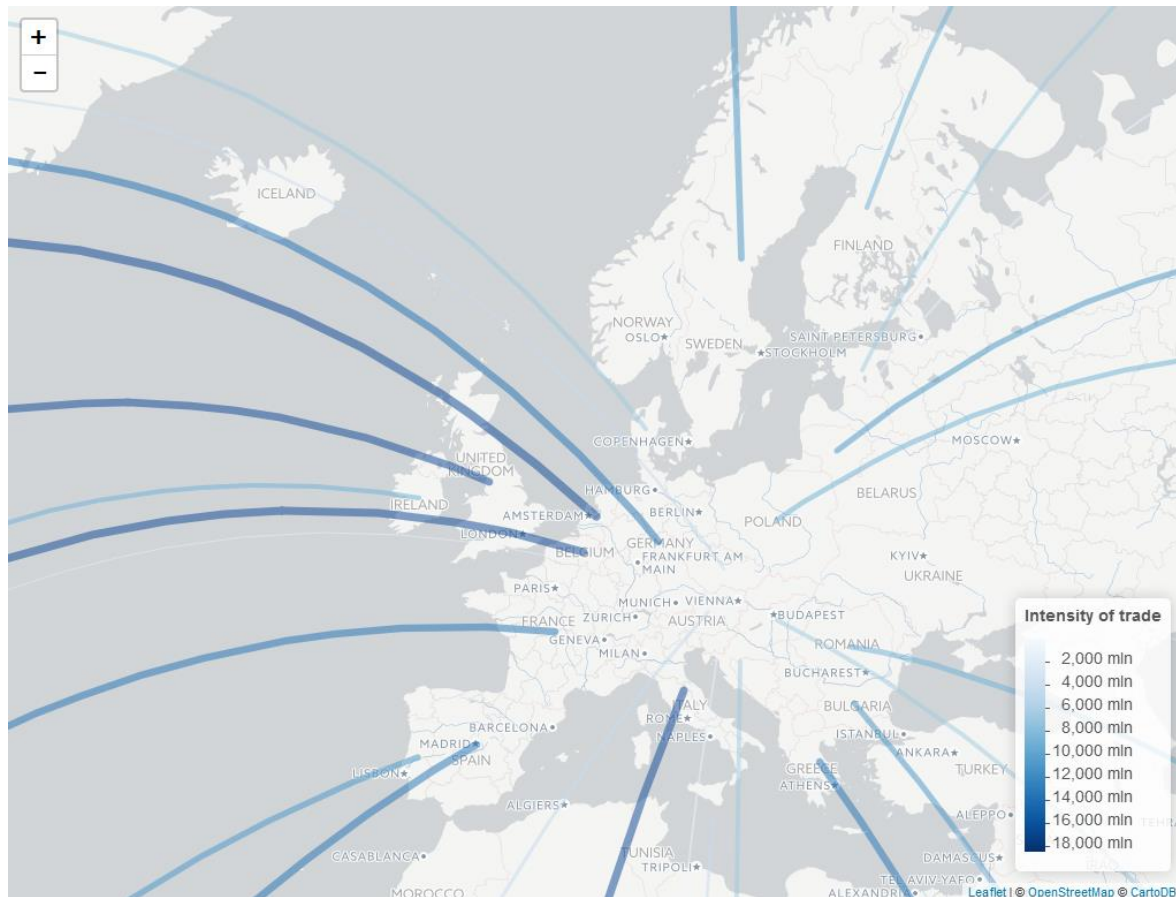 +
−
ICELAND
FINLAND
NORWAY
OSLO
SWEDEN
SAINT PETERSBURG
STOCKHOLM
COPENHAGEN
MOSCOW
UNITED
KINGDOM
HAMBURG
BELARUS
IRELAND
AMSTERDAM
BERLIN
POLAND
LONDON
BELGIUM
GERMANY
FRANKFURT AM
MAIN
KYIV
UKRAINE
PARIS
MUNICH
VIENNA
BUDAPEST
FRANCE
ZÜRICH
AUSTRIA
GENEVA
MILAN
ROMANIA
BUCHAREST
ITALY
BULGARIA
BARCELONA
ROME
NAPLES
ISTANBUL
MADRID
SPAIN
ANKARA
LISBON
GREECE
TURKEY
ATHENS
ALGIERS
ALEPPO
CASABLANCA
TUNISIA
DAMASCUS
TRIPOLI
TEL AVIV-YAFO
MOROCCO
ALEXANDRIA
Intensity of trade
2,000 mln
4,000 mln
6,000 mln
8,000 mln
10,000 mln
12,000 mln
14,000 mln
16,000 mln
18,000 mln
Leaflet | © OpenStreetMap © CartoDB